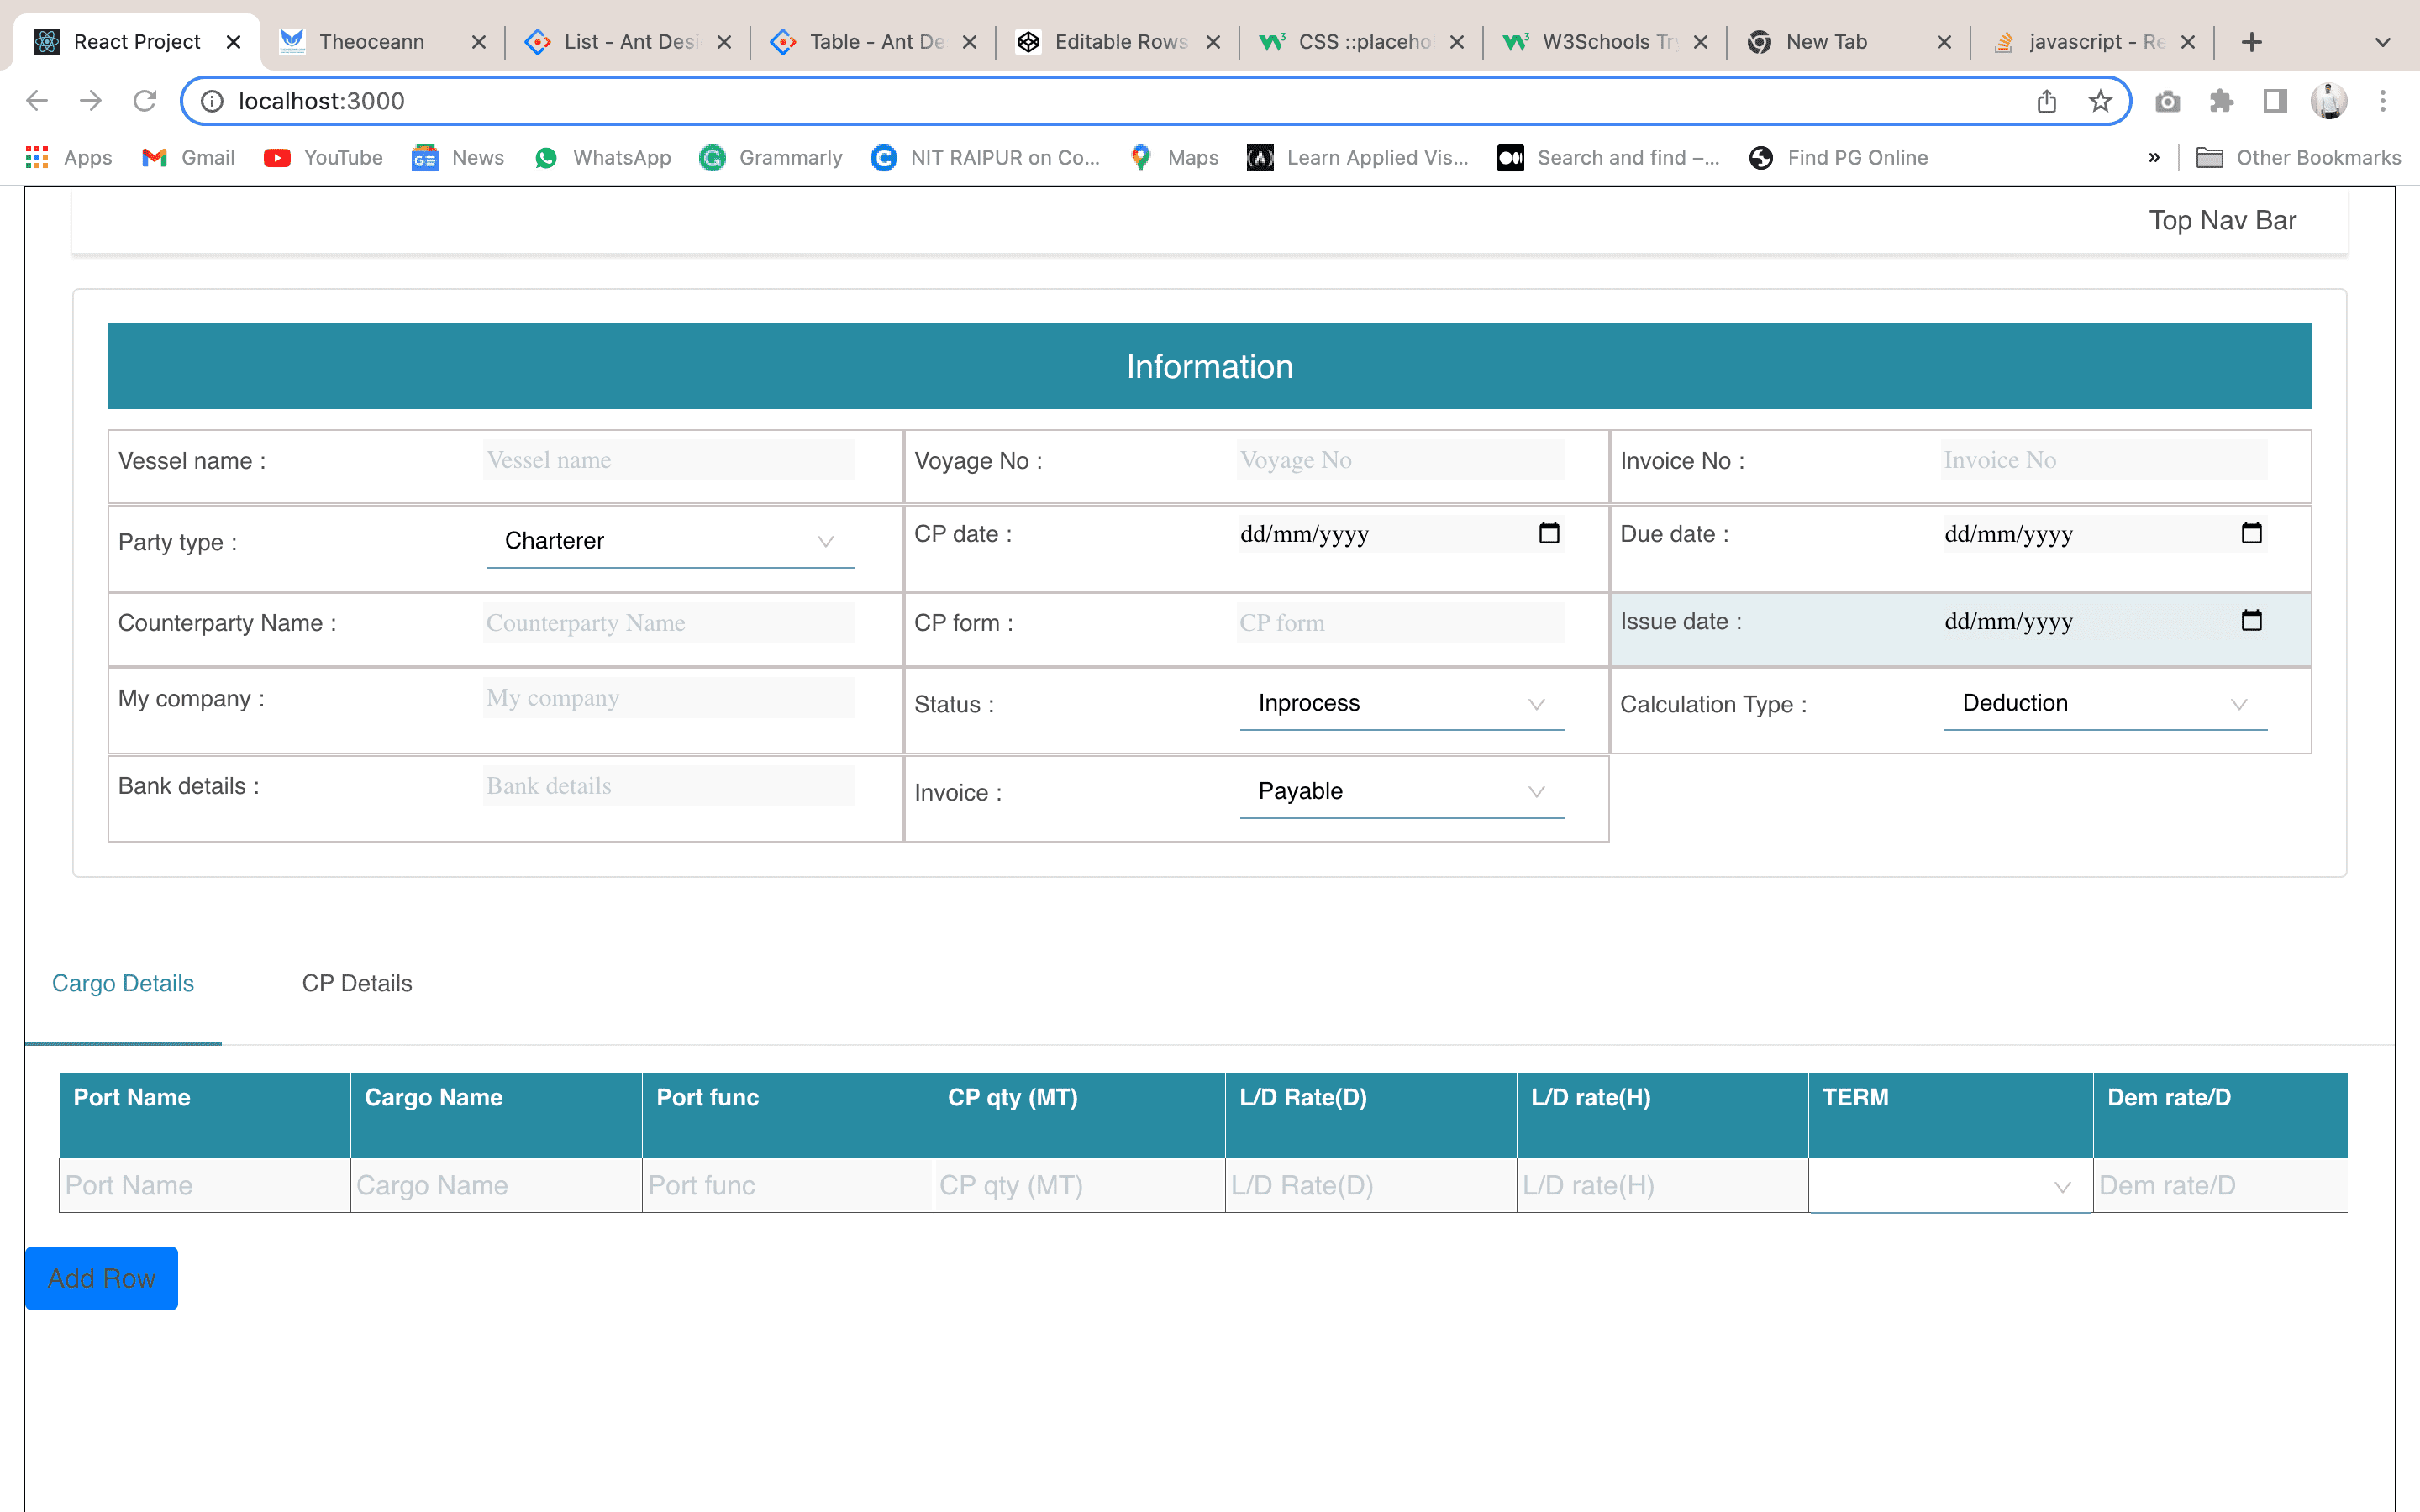 React Project
Theoceann
List - Ant Desi
Table - Ant De
Editable Rows
CSS ::placehol
W3Schools Try
New Tab
javascript - Re
localhost:3000
Apps Gmail YouTube News WhatsApp Grammarly NIT RAIPUR on Co... Maps Learn Applied Vis... Search and find –... Find PG Online » Other Bookmarks
Top Nav Bar
Information
Vessel name : Vessel name Voyage No : Voyage No Invoice No : Invoice No
Party type : Charterer CP date : dd/mm/yyyy Due date : dd/mm/yyyy
Counterparty Name : Counterparty Name CP form : CP form Issue date : dd/mm/yyyy
My company : My company Status : Inprocess Calculation Type : Deduction
Bank details : Bank details Invoice : Payable
Cargo Details CP Details
Port Name Cargo Name Port func CP qty (MT) L/D Rate(D) L/D rate(H) TERM Dem rate/D
Port Name Cargo Name Port func CP qty (MT) L/D Rate(D) L/D rate(H) Dem rate/D
Add Row